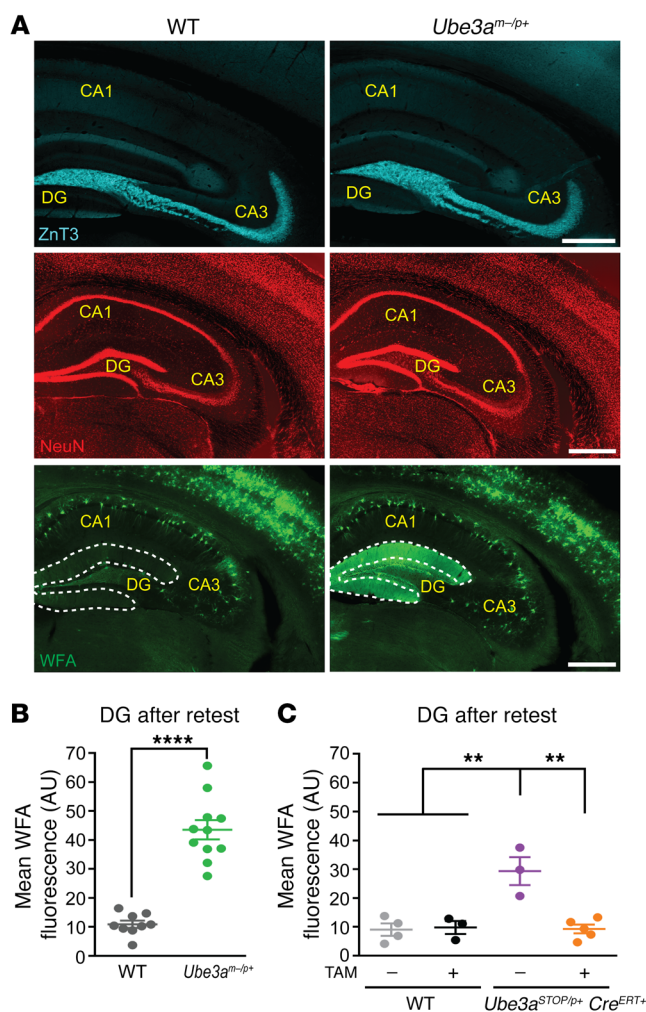 A
WT
Ube3a^m–/p+
CA1
DG
CA3
ZnT3
CA1
DG
CA3
CA1
DG
CA3
NeuN
CA1
DG
CA3
CA1
DG
CA3
WFA
CA1
DG
CA3
B
DG after retest
Mean WFA
fluorescence (AU)
70
60
50
40
30
20
10
0
****
WT
Ube3a^m–/p+
C
DG after retest
Mean WFA
fluorescence (AU)
70
60
50
40
30
20
10
0
** **
TAM – + – +
WT
Ube3a^STOP/p+ Cre^ERT+